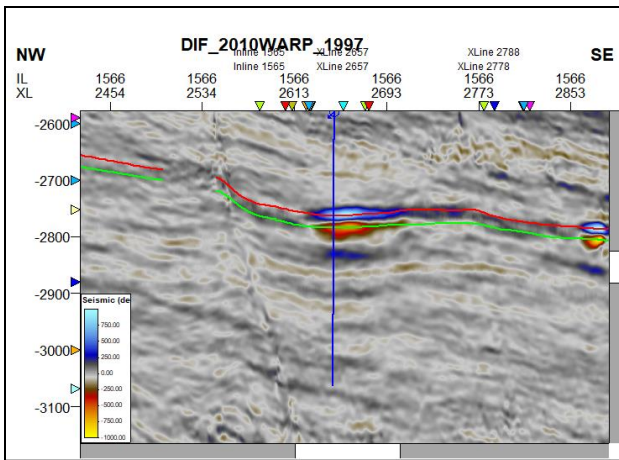 DIF_2010WARP_1997
NW
Inline 1565 XLine 2657 XLine 2788
SE
Inline 1565 XLine 2657 XLine 2778
IL 1566 1566 1566 1566 1566 1566
XL 2454 2534 2613 2693 2773 2853
-2600
-2700
-2800
-2900
-3000
-3100
Seismic (de
750.00
500.00
250.00
0.00
-250.00
-500.00
-750.00
-1000.00